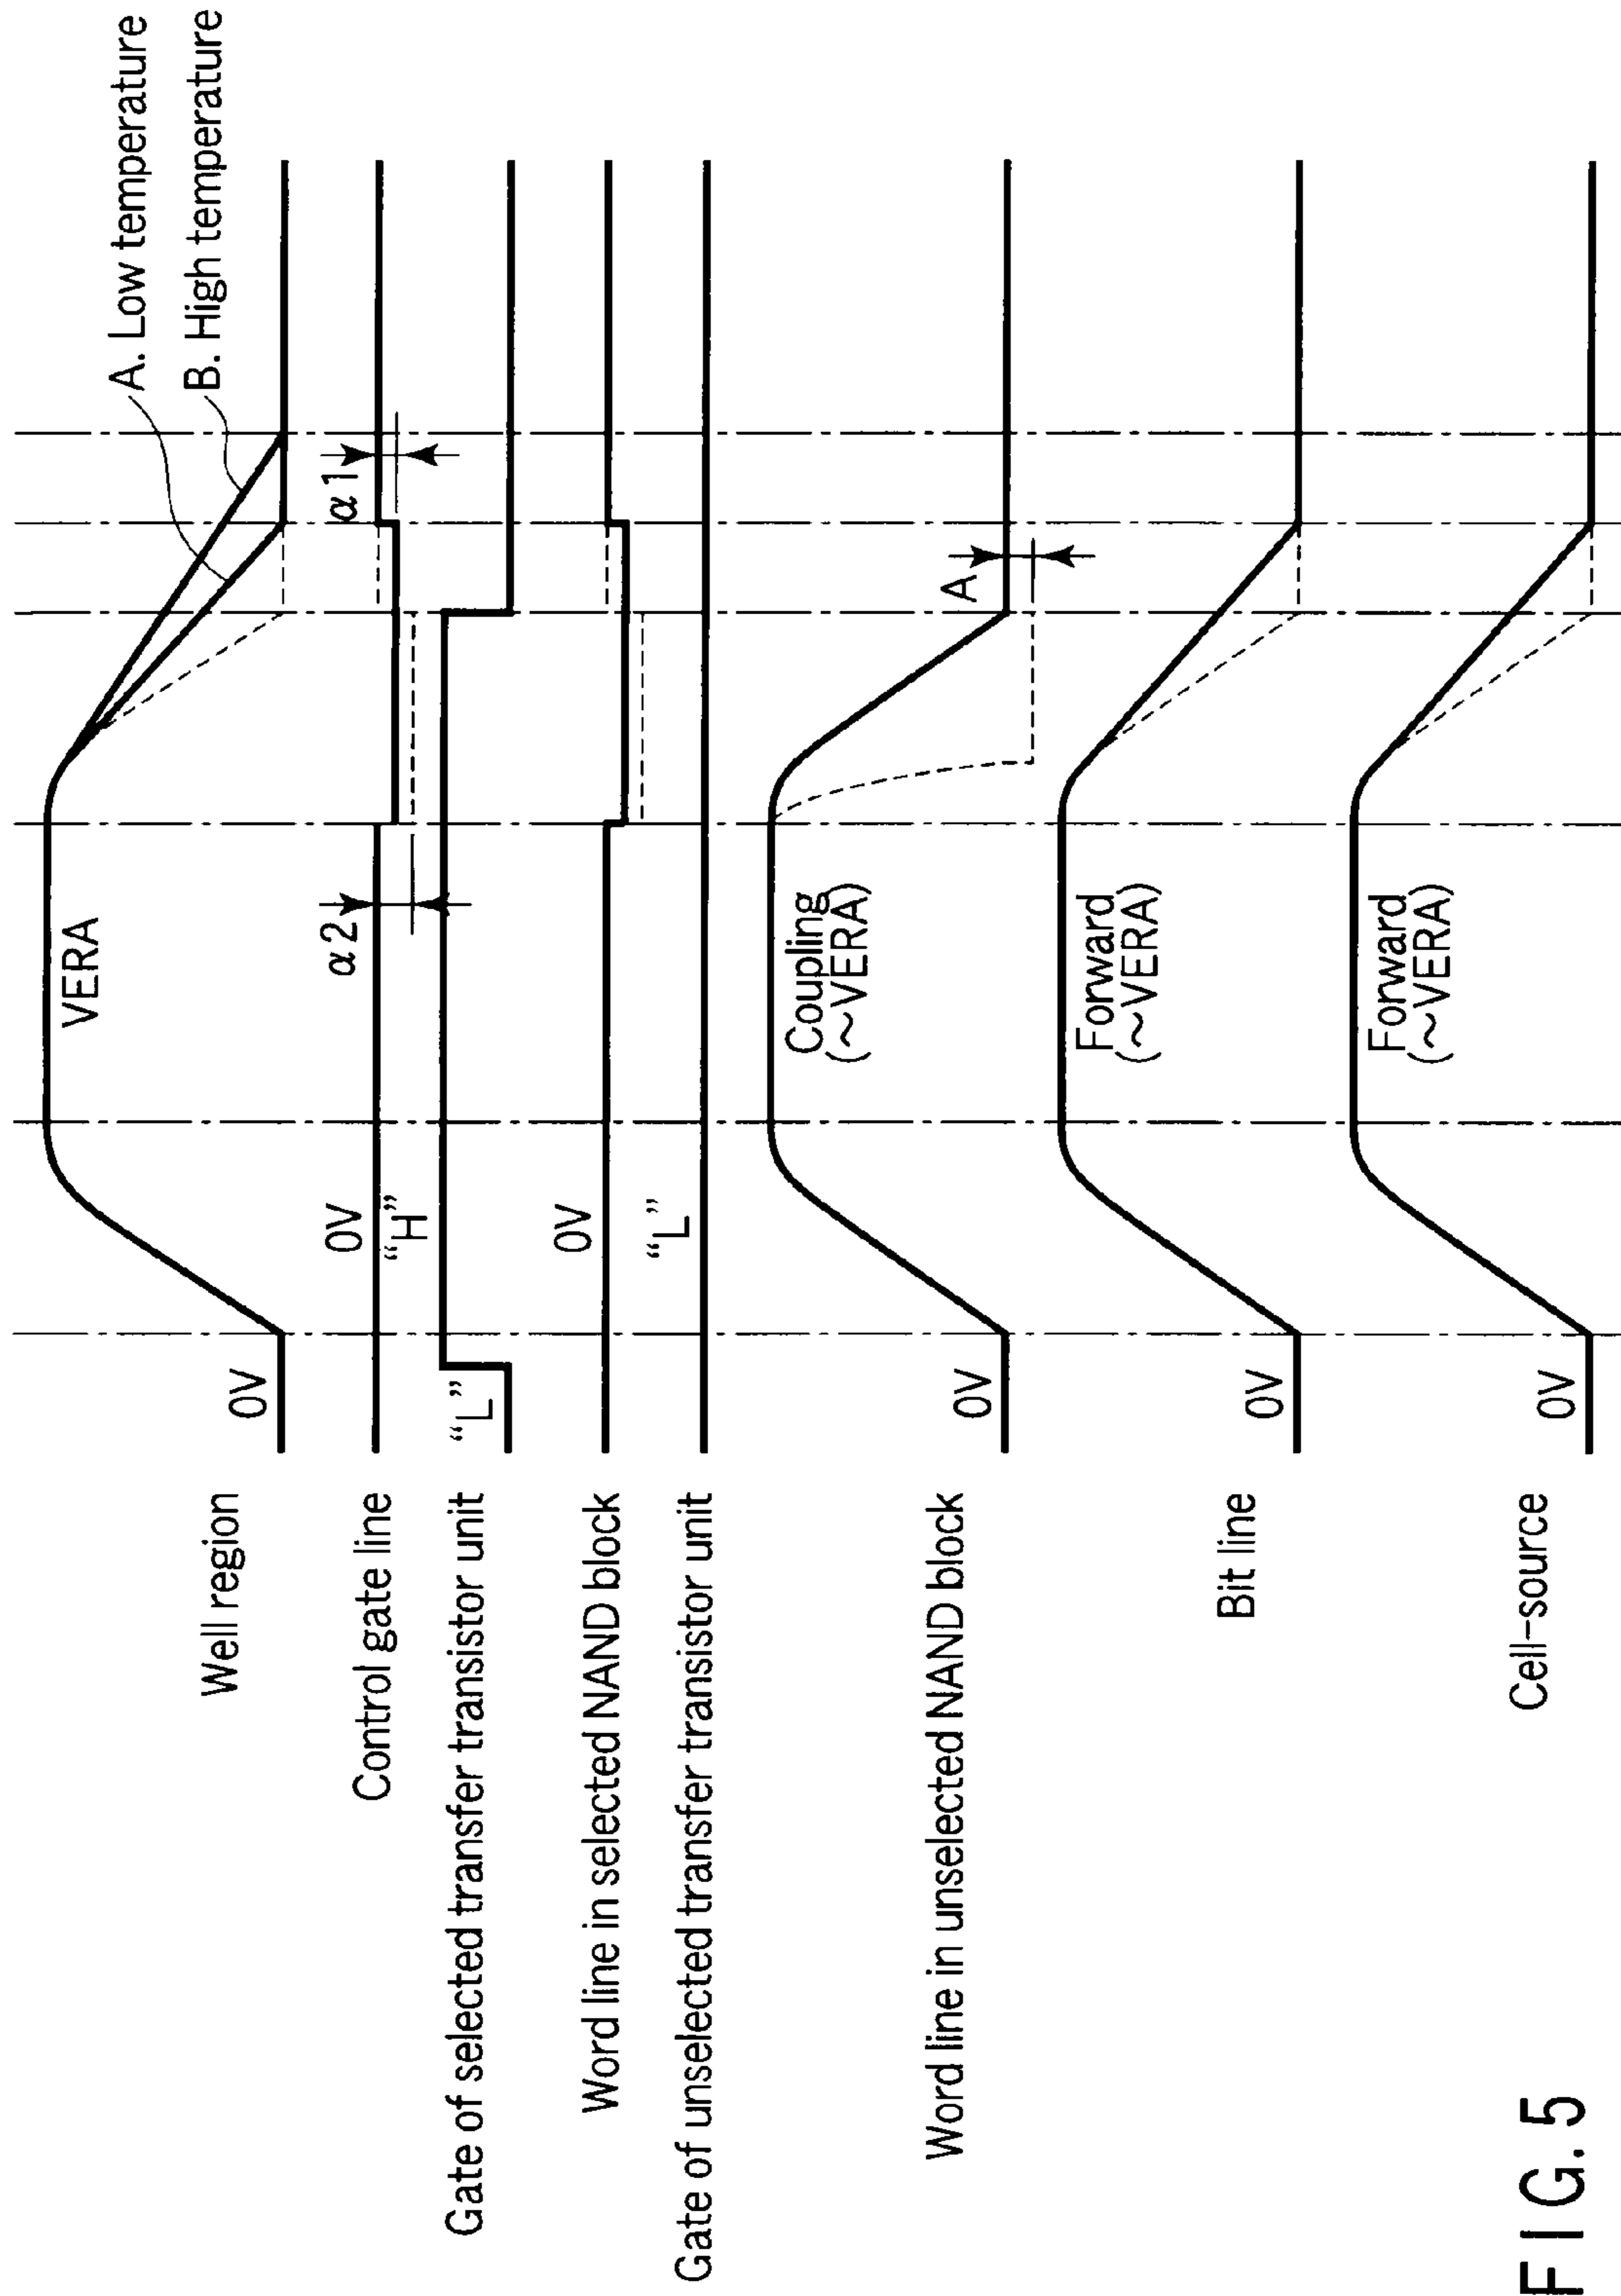 A. Low temperature
B. High temperature
Well region
0V
VERA
Control gate line
0V
α2
α1
Gate of selected transfer transistor unit
“L”
“H”
Word line in selected NAND block
0V
Gate of unselected transfer transistor unit
“L”
Word line in unselected NAND block
0V
Coupling
(~VERA)
A
Bit line
0V
Forward
(~VERA)
Cell-source
0V
Forward
(~VERA)
FIG. 5